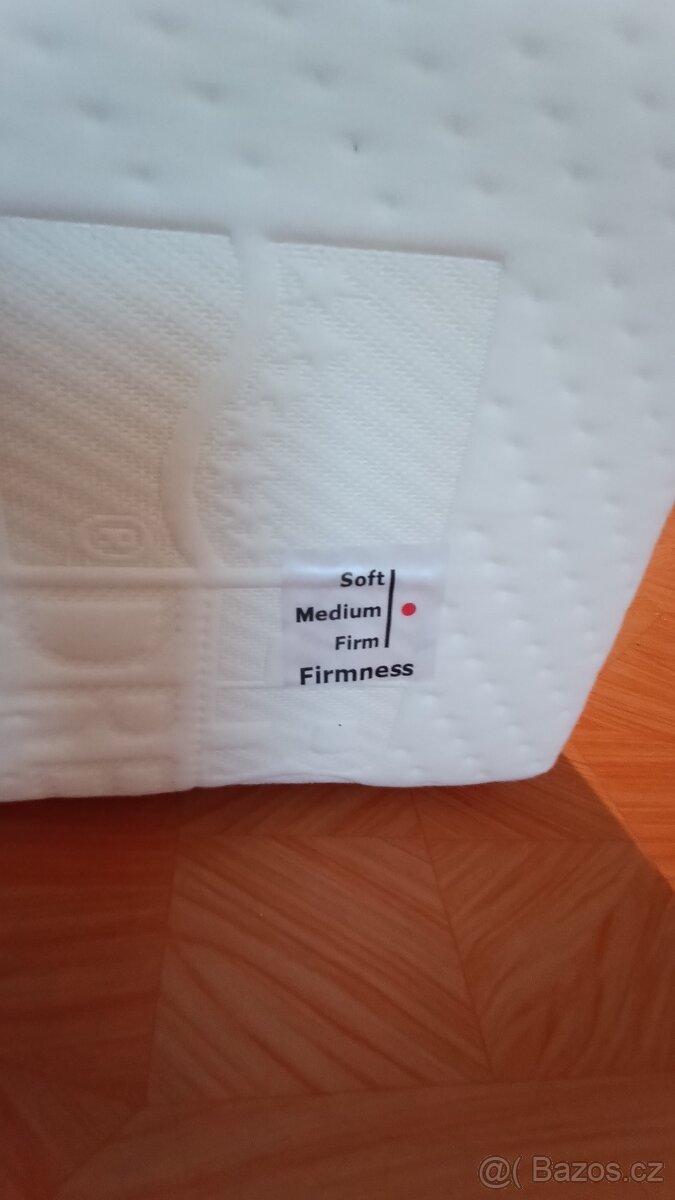 Soft
Medium
Firm
Firmness
@( Bazos.cz